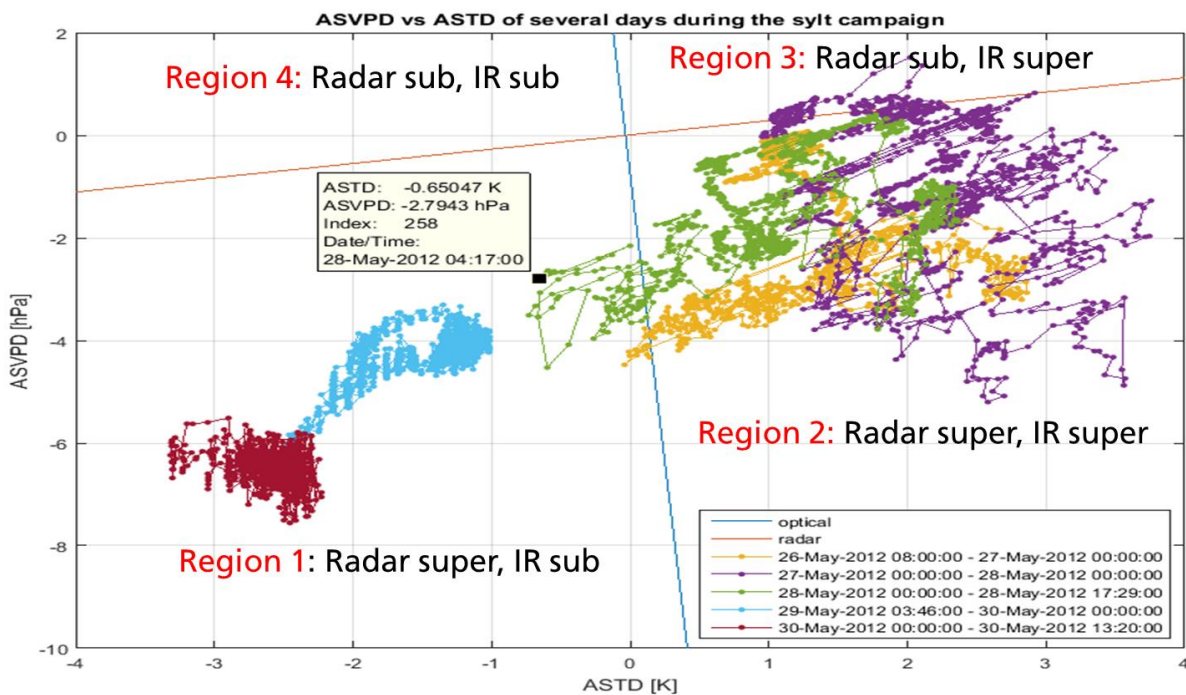 ASVPD vs ASTD of several days during the sylt campaign
Region 4: Radar sub, IR sub
Region 3: Radar sub, IR super
ASTD: -0.65047 K
ASVPD: -2.7943 hPa
Index: 258
Date/Time:
28-May-2012 04:17:00
Region 2: Radar super, IR super
Region 1: Radar super, IR sub
optical
radar
26-May-2012 08:00:00 - 27-May-2012 00:00:00
27-May-2012 00:00:00 - 28-May-2012 00:00:00
28-May-2012 00:00:00 - 28-May-2012 17:29:00
29-May-2012 03:46:00 - 30-May-2012 00:00:00
30-May-2012 00:00:00 - 30-May-2012 13:20:00
ASVPD [hPa]
2
0
-2
-4
-6
-8
-10
-4 -3 -2 -1 0 1 2 3 4
ASTD [K]